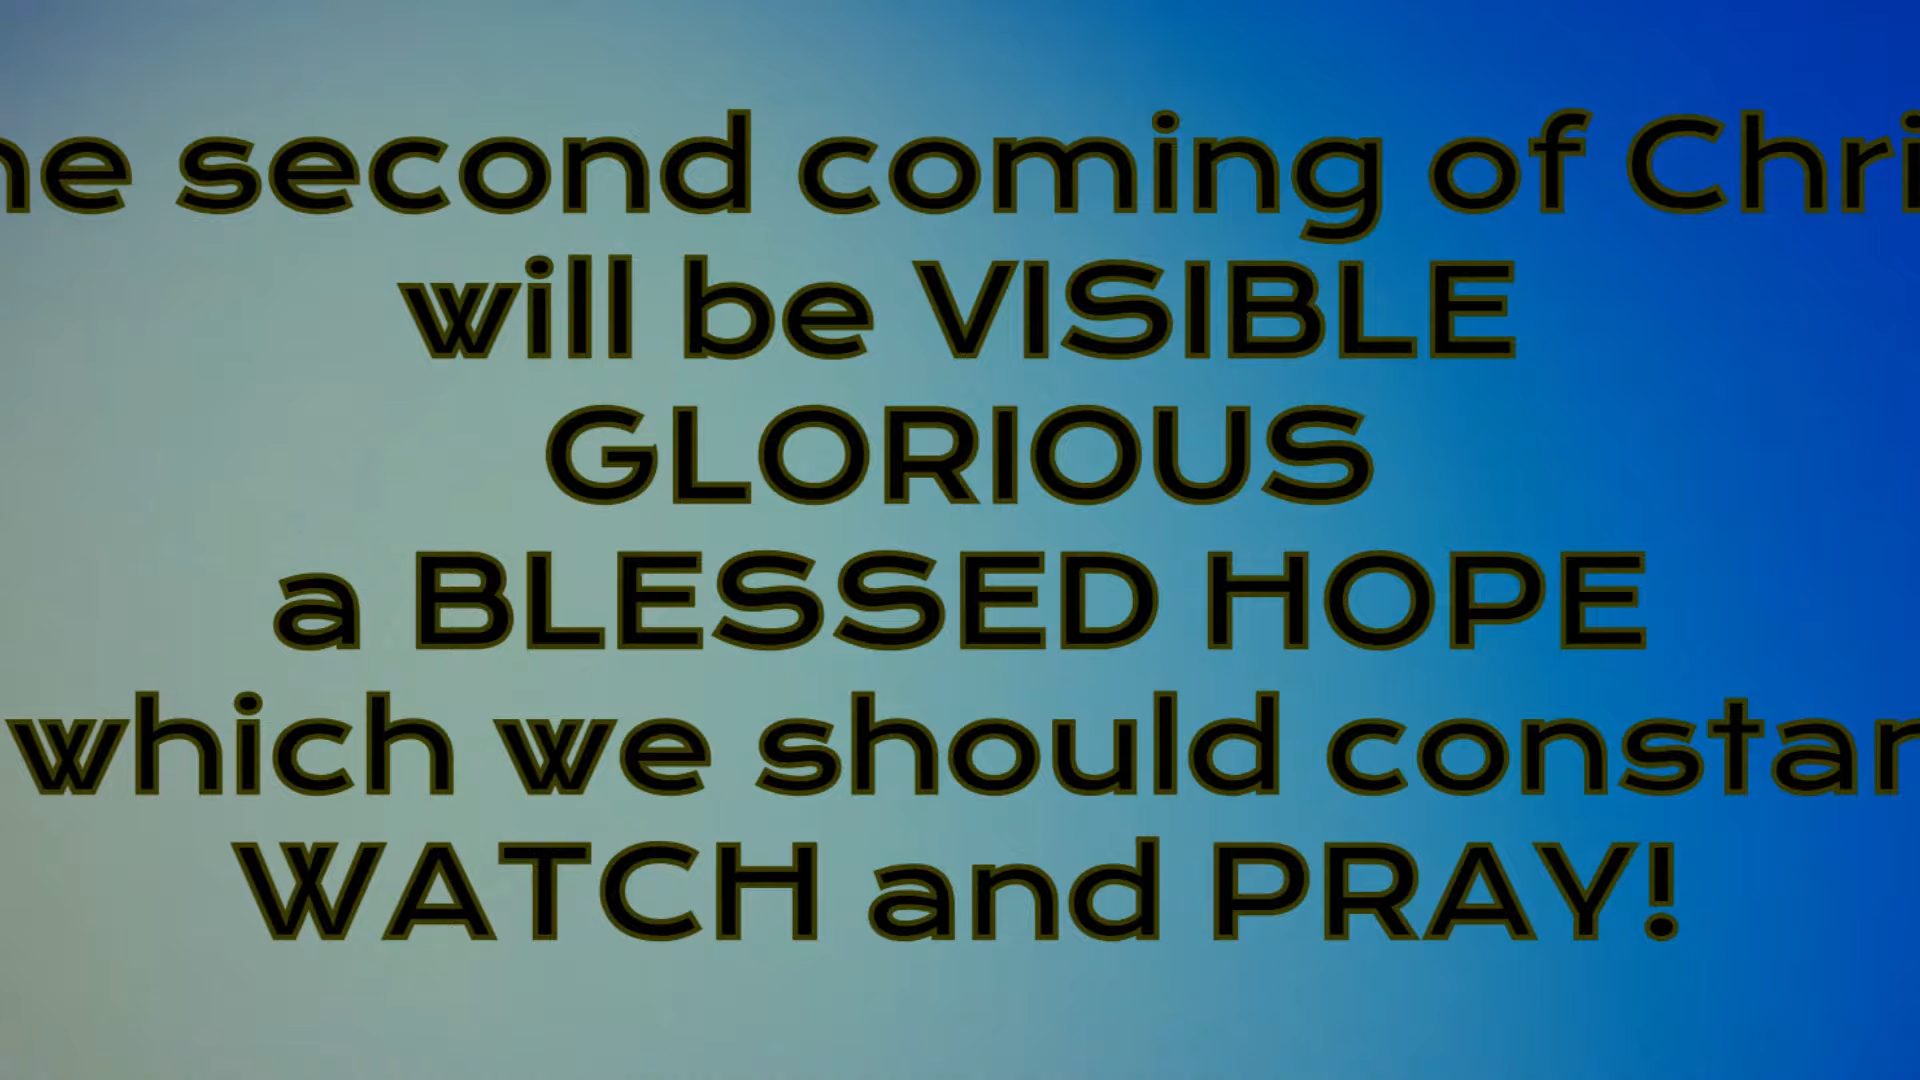 he second coming of Chri
will be VISIBLE
GLORIOUS
a BLESSED HOPE
which we should constan
WATCH and PRAY!